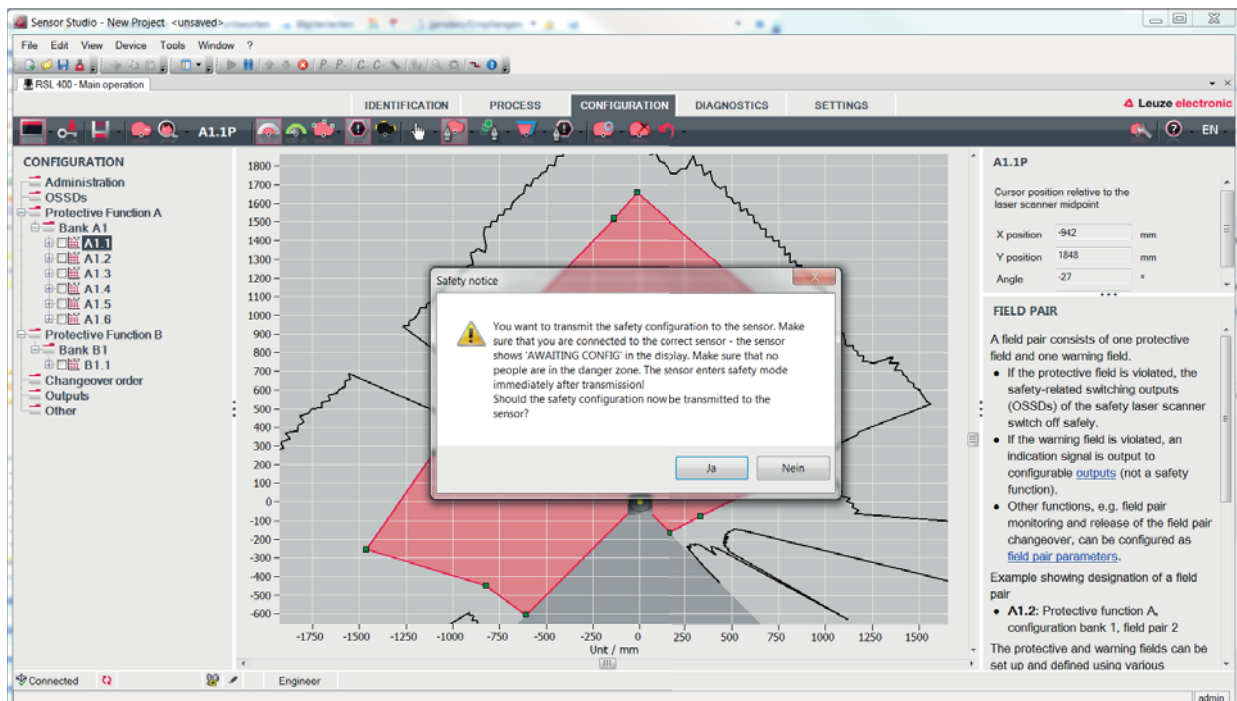 Sensor Studio - New Project <unsaved>
File Edit View Device Tools Window ?
RSL 400 - Main operation
IDENTIFICATION PROCESS CONFIGURATION DIAGNOSTICS SETTINGS
Leuze electronic
A1.1P
EN
CONFIGURATION
Administration
OSSDs
Protective Function A
Bank A1
A1.1
A1.2
A1.3
A1.4
A1.5
A1.6
Protective Function B
Bank B1
B1.1
Changeover order
Outputs
Other
1800
1700
1600
1500
1400
1300
1200
1100
1000
900
800
700
600
500
400
300
200
100
0
-100
-200
-300
-400
-500
-600
-1750 -1500 -1250 -1000 -750 -500 -250 0 250 500 750 1000 1250 1500
Unit / mm
Safety notice
You want to transmit the safety configuration to the sensor. Make
sure that you are connected to the correct sensor - the sensor
shows 'AWAITING CONFIG' in the display. Make sure that no
people are in the danger zone. The sensor enters safety mode
immediately after transmission!
Should the safety configuration now be transmitted to the
sensor?
Ja Nein
A1.1P
Cursor position relative to the
laser scanner midpoint
X position -942 mm
Y position 1848 mm
Angle -27 °
FIELD PAIR
A field pair consists of one protective
field and one warning field.
• If the protective field is violated, the
safety-related switching outputs
(OSSDs) of the safety laser scanner
switch off safely.
• If the warning field is violated, an
indication signal is output to
configurable outputs (not a safety
function).
• Other functions, e.g. field pair
monitoring and release of the field pair
changeover, can be configured as
field pair parameters.
Example showing designation of a field
pair
• A1.2: Protective function A,
configuration bank 1, field pair 2
The protective and warning fields can be
set up and defined using various
Connected
Engineer
admin